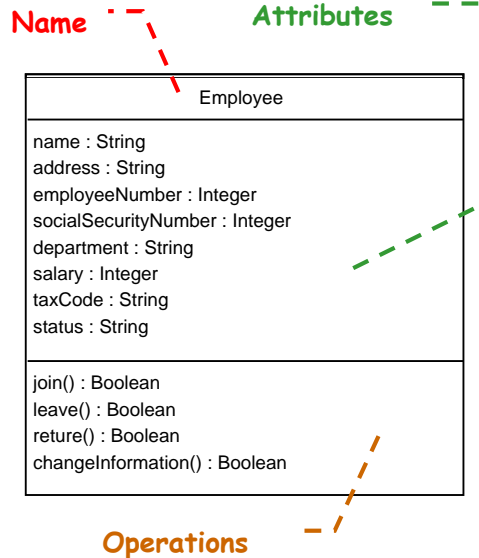 Name
Attributes
Employee
name : String
address : String
employeeNumber : Integer
socialSecurityNumber : Integer
department : String
salary : Integer
taxCode : String
status : String
join() : Boolean
leave() : Boolean
reture() : Boolean
changeInformation() : Boolean
Operations